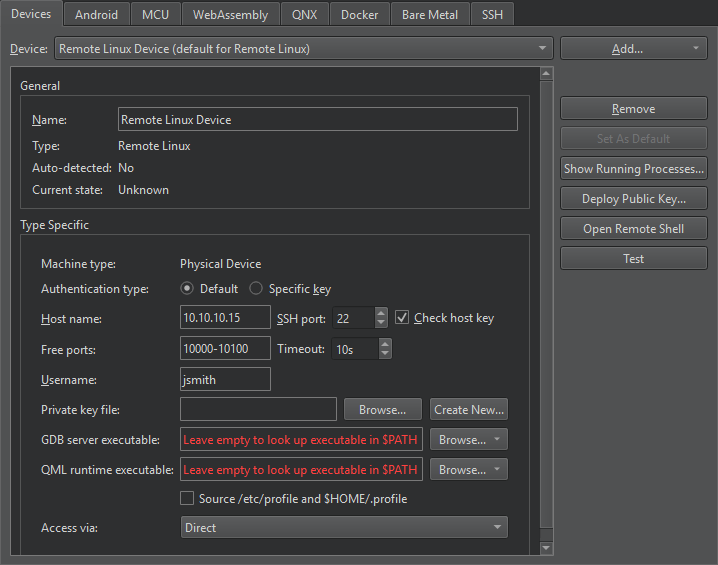 Devices Android MCU WebAssembly QNX Docker Bare Metal SSH
Device: Remote Linux Device (default for Remote Linux) Add...
General
Name: Remote Linux Device
Type: Remote Linux
Auto-detected: No
Current state: Unknown
Remove
Set As Default
Show Running Processes...
Deploy Public Key...
Open Remote Shell
Test
Type Specific
Machine type: Physical Device
Authentication type: Default Specific key
Host name: 10.10.10.15 SSH port: 22 Check host key
Free ports: 10000-10100 Timeout: 10s
Username: jsmith
Private key file: Browse... Create New...
GDB server executable: Leave empty to look up executable in $PATH Browse...
QML runtime executable: Leave empty to look up executable in $PATH Browse...
Source /etc/profile and $HOME/.profile
Access via: Direct